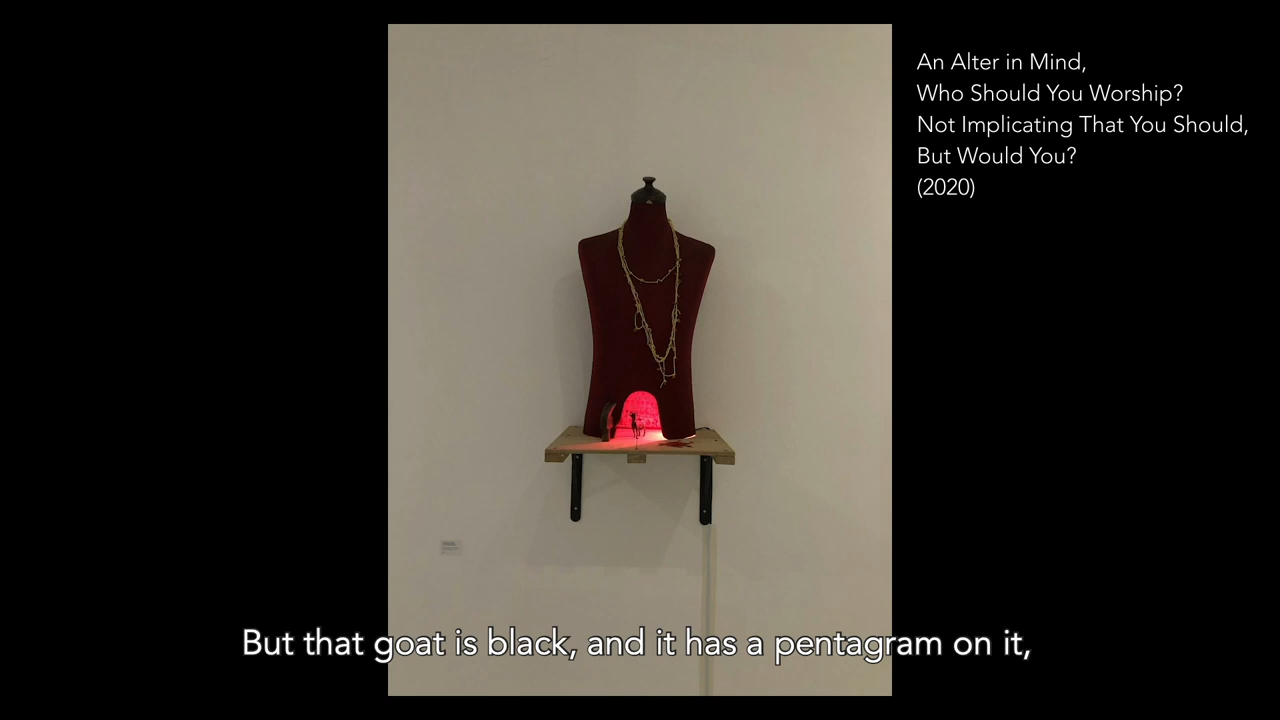 An Alter in Mind,
Who Should You Worship?
Not Implicating That You Should,
But Would You?
(2020)
But that goat is black, and it has a pentagram on it,